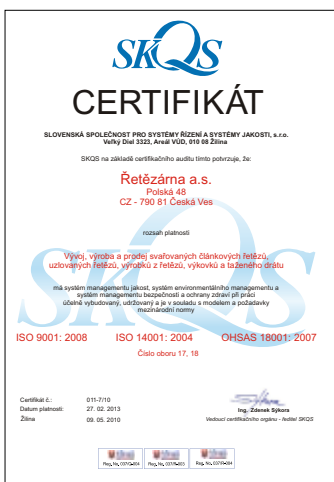 SKQS
CERTIFIKÁT
SLOVENSKÁ SPOLEČNOST PRO SYSTÉMY ŘÍZENÍ A SYSTÉMY JAKOSTI, s.r.o.
Veľký Diel 3323, Areál VÚD, 010 08 Žilina
SKQS na základě certifikačního auditu tímto potvrzuje, že:
Řetězárna a.s.
Polská 48
CZ - 790 81 Česká Ves
rozsah platnosti
Vývoj, výroba a prodej svařovaných článkových řetězů,
uzlovaných řetězů, výrobků z řetězů, výkovků a taženého drátu
má systém managementu jakost, systém environmentálního managementu a
systém managementu bezpečnosti a ochrany zdraví při práci
účelně vybudovaný, udržovaný a je v souladu s modelem a požadavky
mezinárodní normy
ISO 9001: 2008 ISO 14001: 2004 OHSAS 18001: 2007
Číslo oboru 17, 18
Certifikát č.: 011-7/10
Datum platnosti: 27. 02. 2013
Žilina 09. 05. 2010
Ing. Zdenek Sýkora
Vedoucí certifikačního orgánu - ředitel SKQS